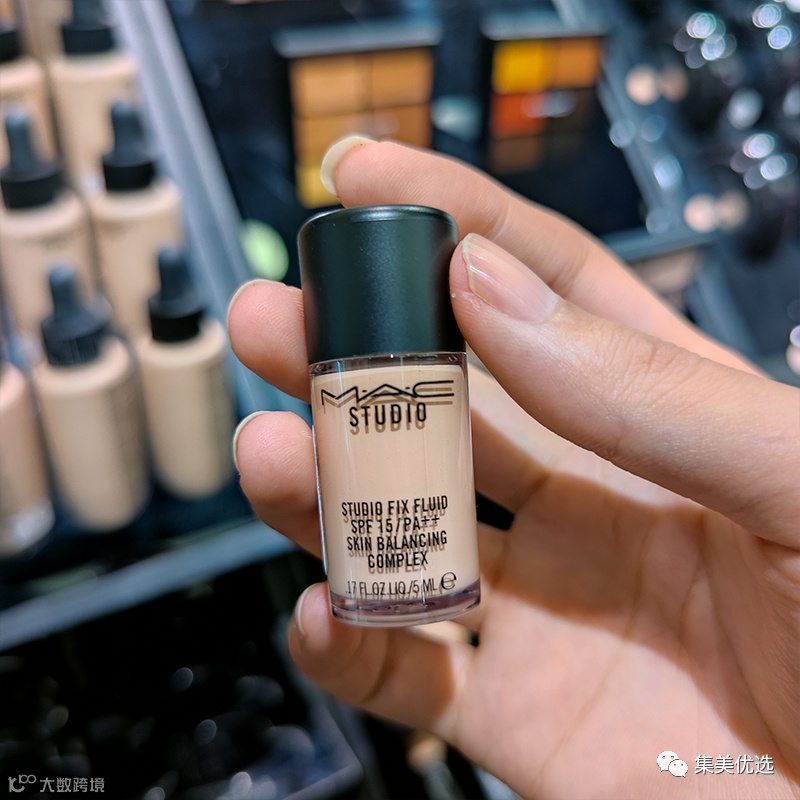 MAC
STUDIO
STUDIO FIX FLUID
SPF 15/PA++
SKIN BALANCING
COMPLEX
.17 FL OZ LIQ./5 ML ℮
集美优选
大数跨境